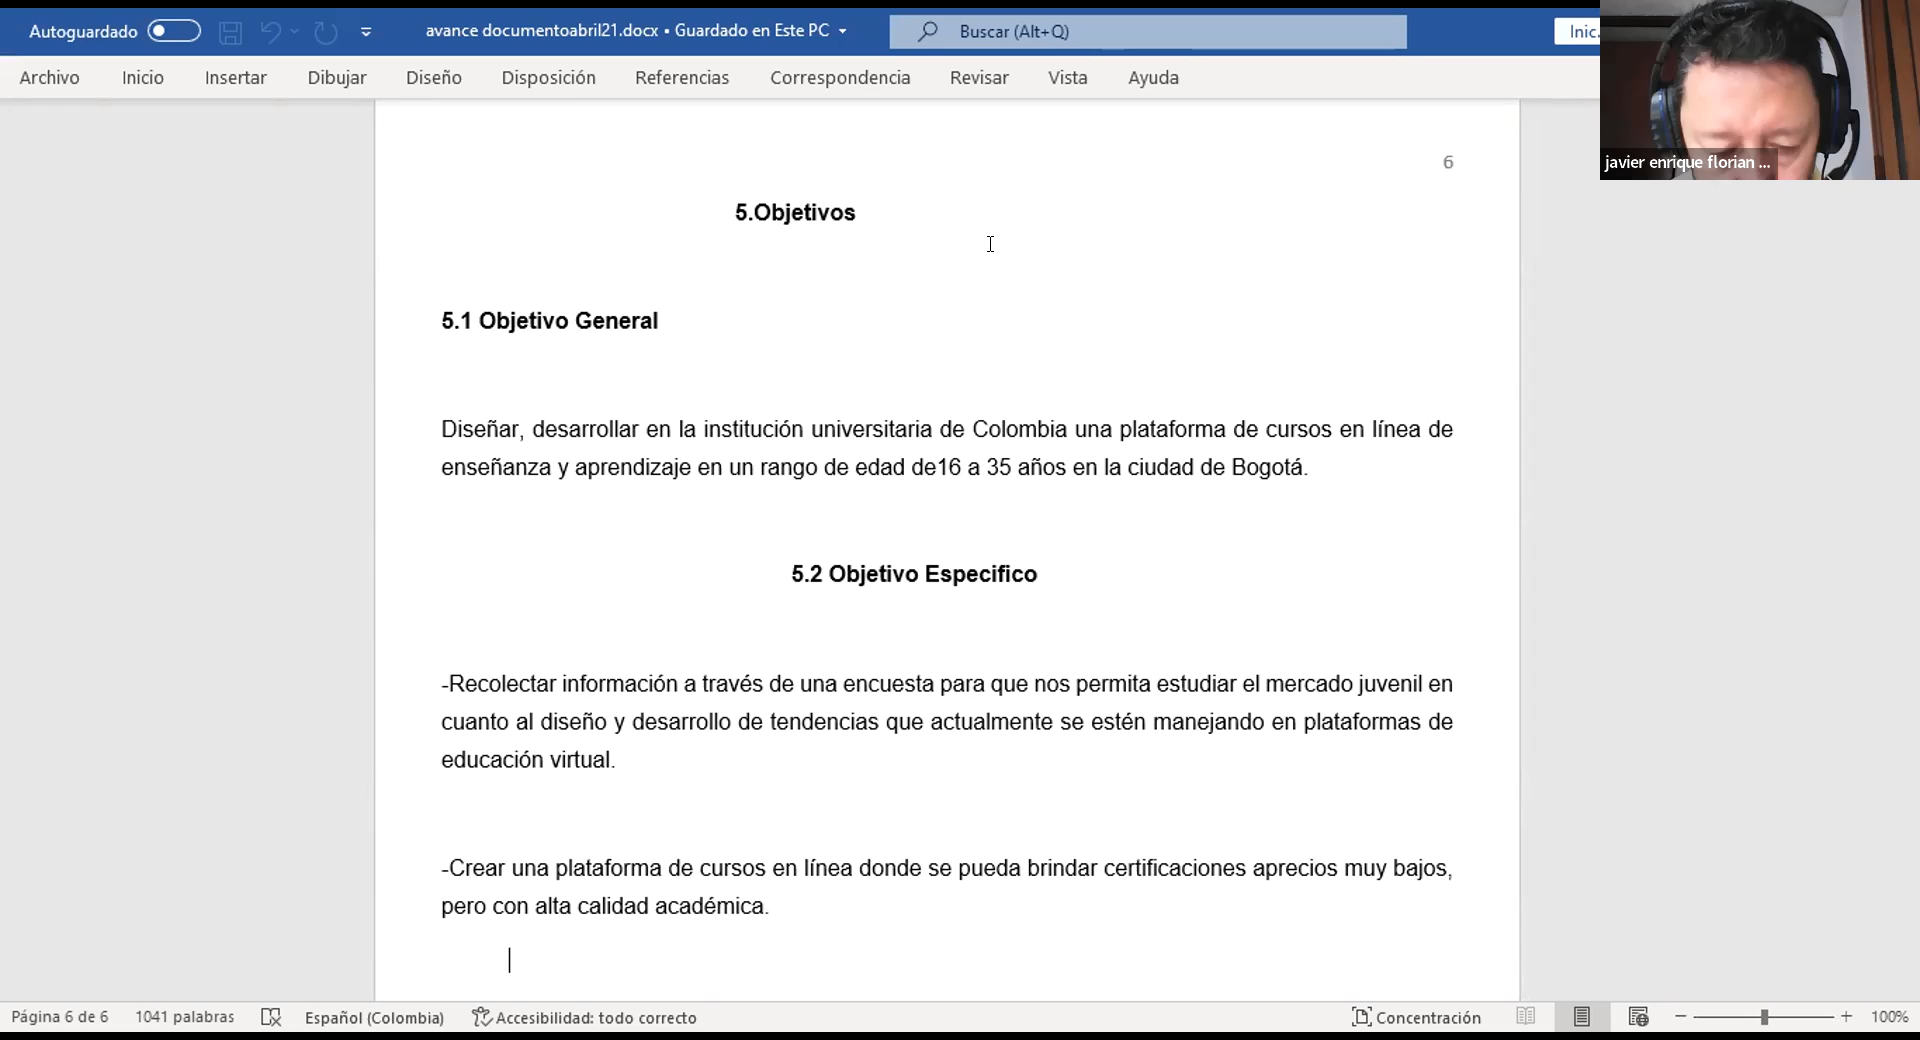 Autoguardado
avance documentoabril21.docx • Guardado en Este PC
Buscar (Alt+Q)
Inic
Archivo Inicio Insertar Dibujar Diseño Disposición Referencias Correspondencia Revisar Vista Ayuda
javier enrique florian ...
6
5.Objetivos
5.1 Objetivo General
Diseñar, desarrollar en la institución universitaria de Colombia una plataforma de cursos en línea de
enseñanza y aprendizaje en un rango de edad de16 a 35 años en la ciudad de Bogotá.
5.2 Objetivo Especifico
-Recolectar información a través de una encuesta para que nos permita estudiar el mercado juvenil en
cuanto al diseño y desarrollo de tendencias que actualmente se estén manejando en plataformas de
educación virtual.
-Crear una plataforma de cursos en línea donde se pueda brindar certificaciones aprecios muy bajos,
pero con alta calidad académica.
Página 6 de 6 1041 palabras Español (Colombia) Accesibilidad: todo correcto Concentración 100%